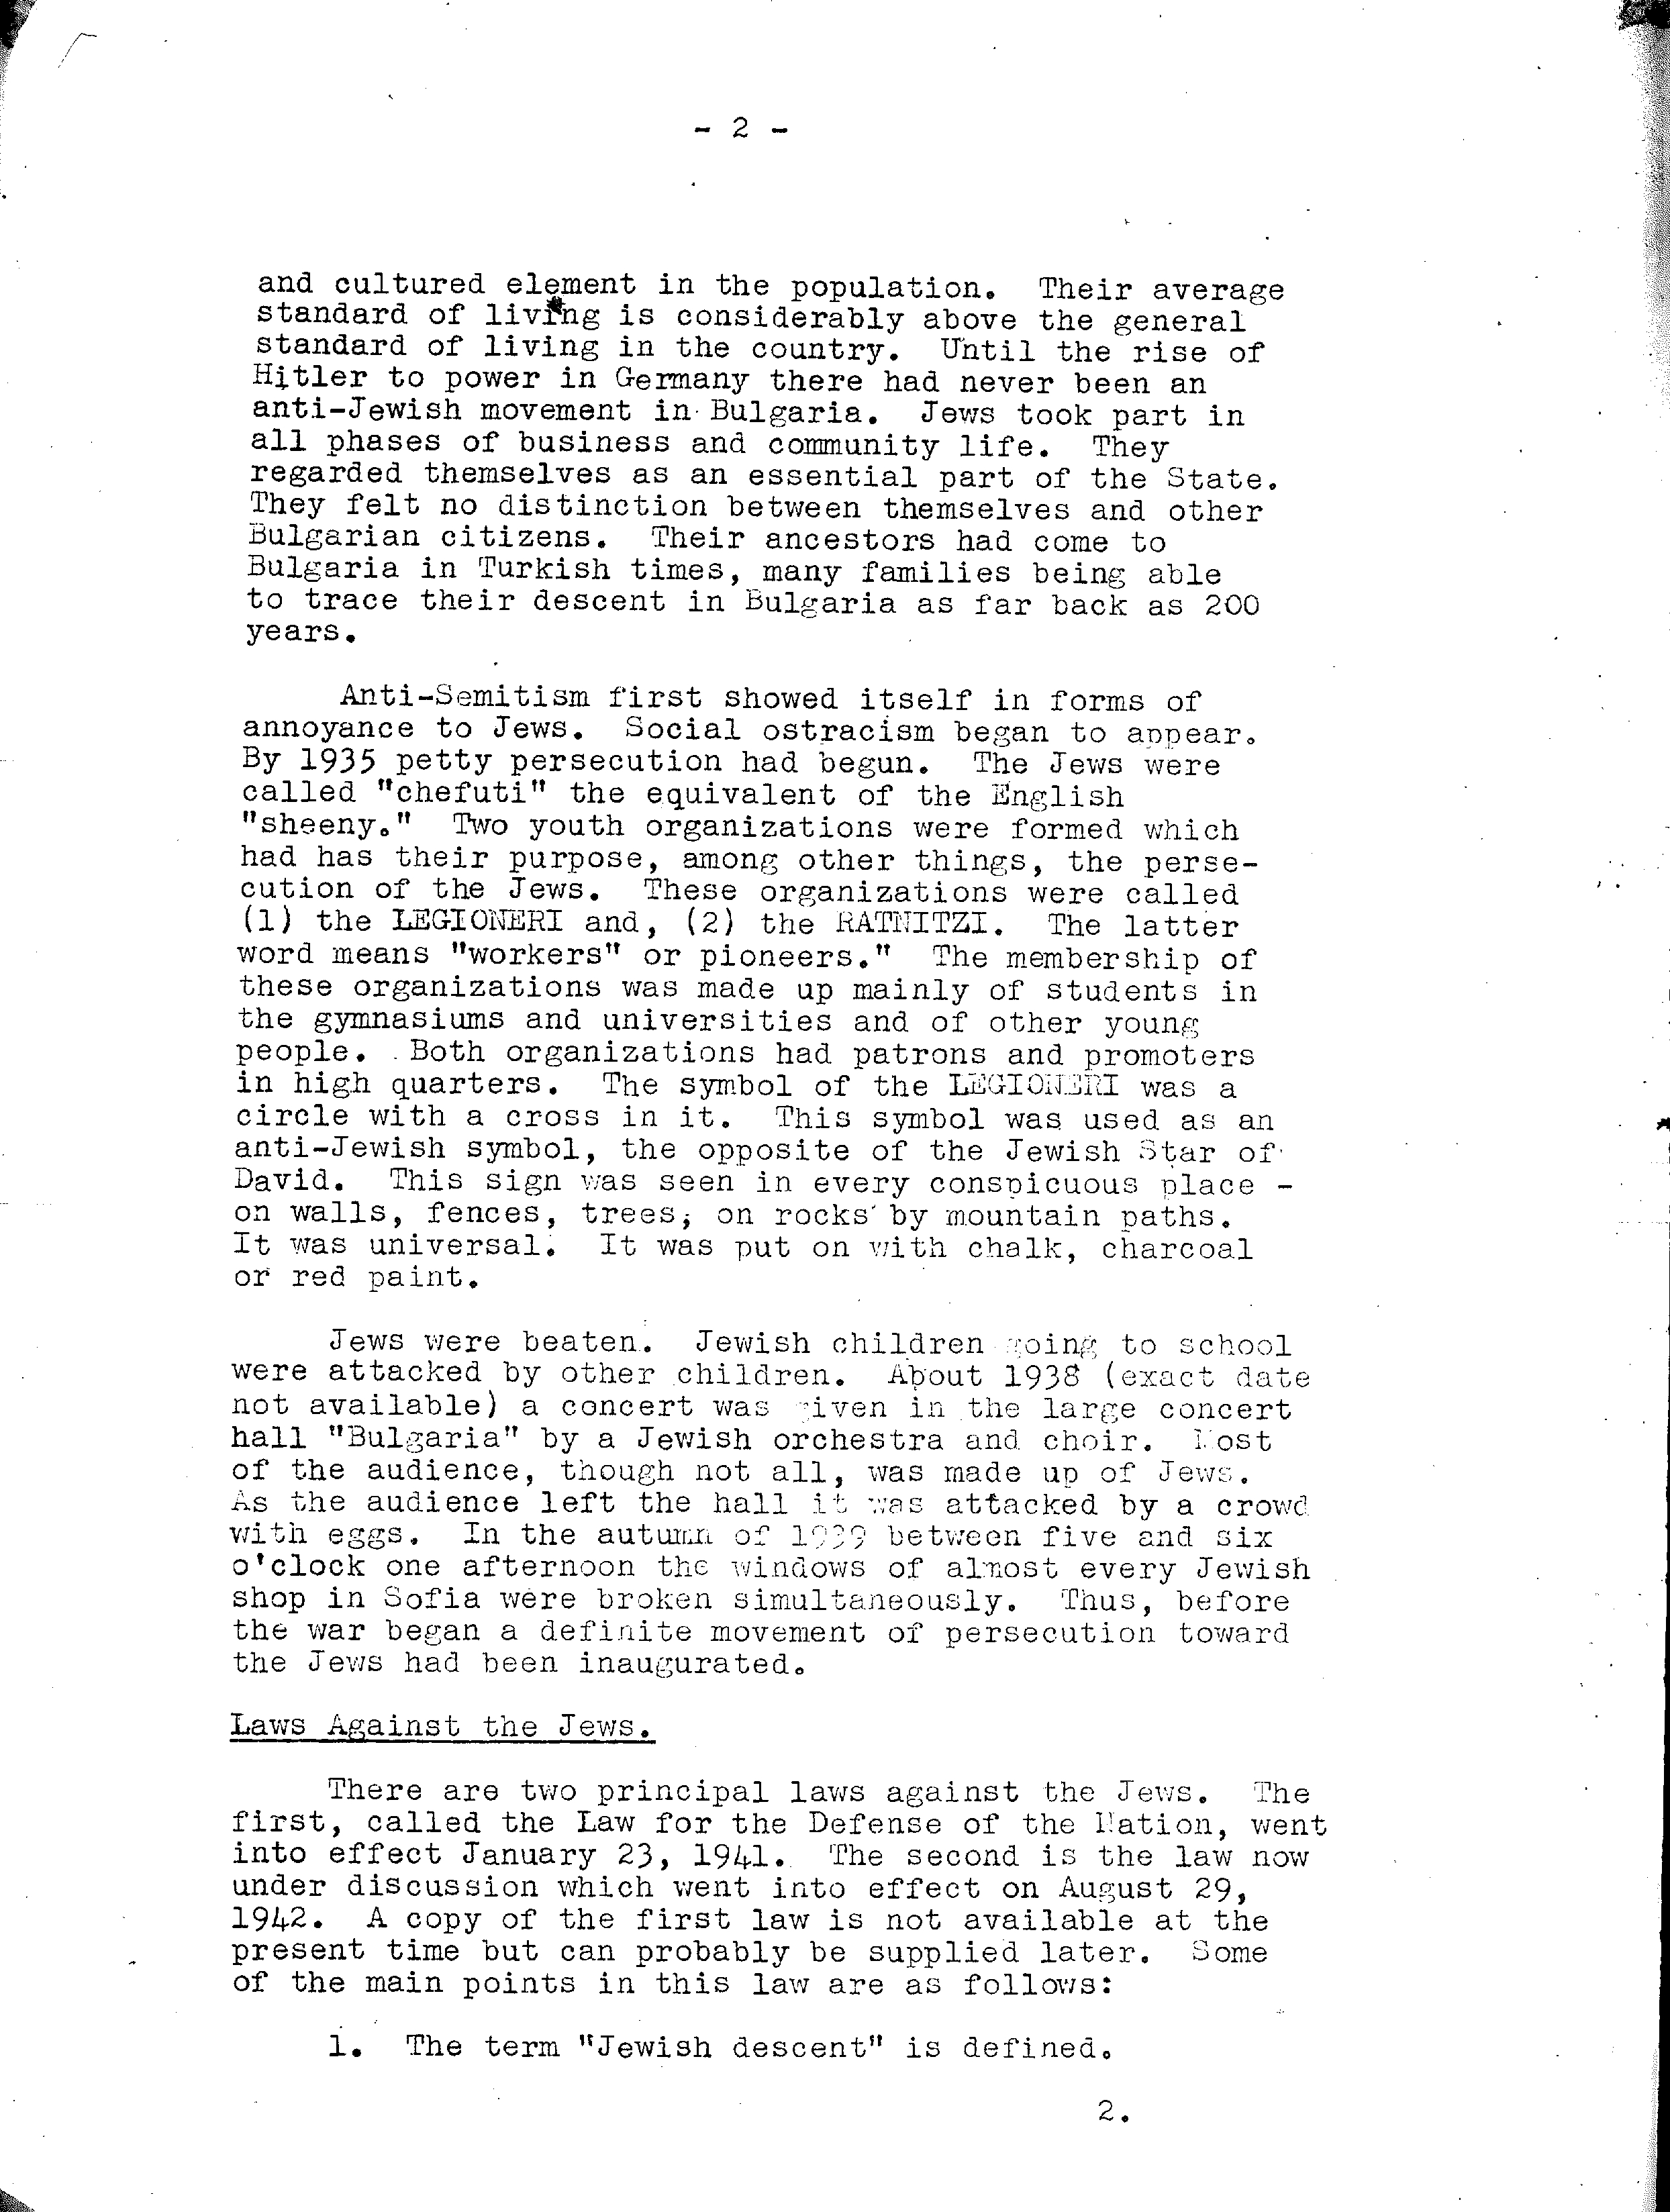 - 2 -
and cultured element in the population. Their average
standard of living is considerably above the general
standard of living in the country. Until the rise of
Hitler to power in Germany there had never been an
anti-Jewish movement in Bulgaria. Jews took part in
all phases of business and community life. They
regarded themselves as an essential part of the State.
They felt no distinction between themselves and other
Bulgarian citizens. Their ancestors had come to
Bulgaria in Turkish times, many families being able
to trace their descent in Bulgaria as far back as 200
years.
Anti-Semitism first showed itself in forms of
annoyance to Jews. Social ostracism began to appear.
By 1935 petty persecution had begun. The Jews were
called "chefuti" the equivalent of the English
"sheeny." Two youth organizations were formed which
had has their purpose, among other things, the perse-
cution of the Jews. These organizations were called
(1) the LEGIONERI and, (2) the RATNITZI. The latter
word means "workers" or pioneers." The membership of
these organizations was made up mainly of students in
the gymnasiums and universities and of other young
people. Both organizations had patrons and promoters
in high quarters. The symbol of the LEGIONERI was a
circle with a cross in it. This symbol was used as an
anti-Jewish symbol, the opposite of the Jewish Star of
David. This sign was seen in every conspicuous place -
on walls, fences, trees, on rocks by mountain paths.
It was universal. It was put on with chalk, charcoal
or red paint.
Jews were beaten. Jewish children going to school
were attacked by other children. About 1938 (exact date
not available) a concert was given in the large concert
hall "Bulgaria" by a Jewish orchestra and choir. Most
of the audience, though not all, was made up of Jews.
As the audience left the hall it was attacked by a crowd
with eggs. In the autumn of 1939 between five and six
o'clock one afternoon the windows of almost every Jewish
shop in Sofia were broken simultaneously. Thus, before
the war began a definite movement of persecution toward
the Jews had been inaugurated.
Laws Against the Jews.
There are two principal laws against the Jews. The
first, called the Law for the Defense of the Nation, went
into effect January 23, 1941. The second is the law now
under discussion which went into effect on August 29,
1942. A copy of the first law is not available at the
present time but can probably be supplied later. Some
of the main points in this law are as follows:
1. The term "Jewish descent" is defined.
2.